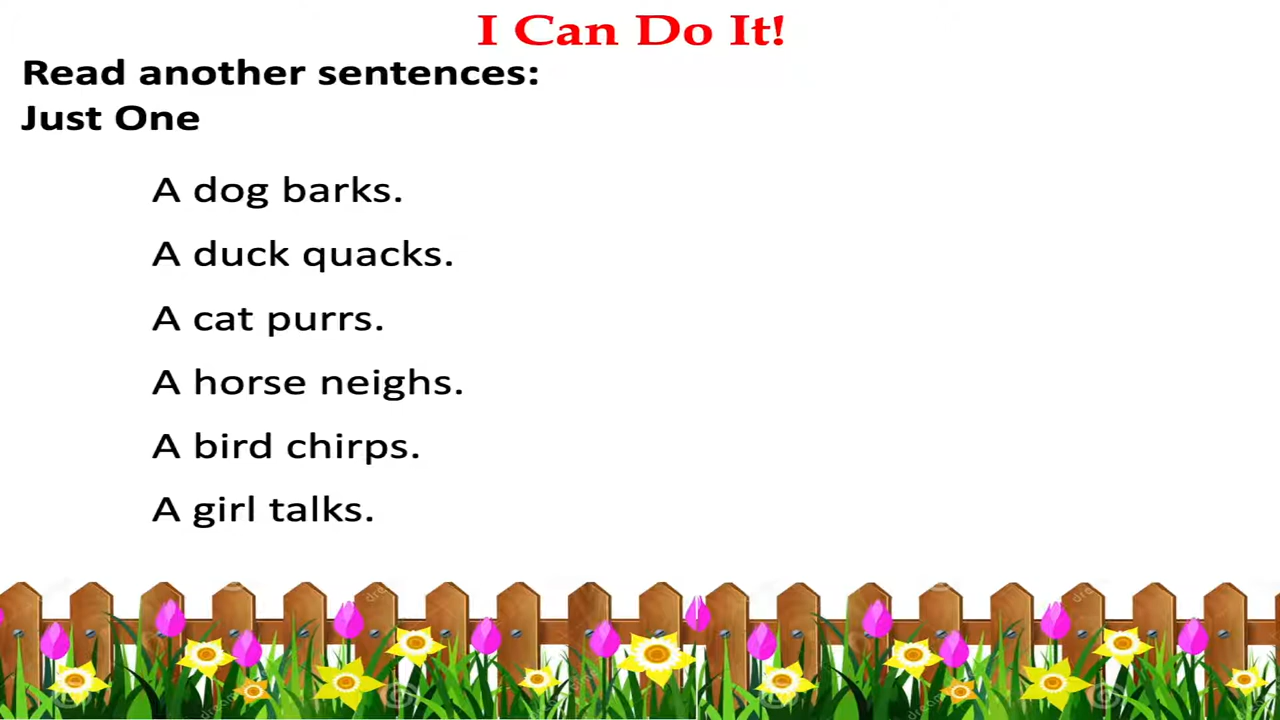 I Can Do It!
Read another sentences:
Just One
A dog barks.
A duck quacks.
A cat purrs.
A horse neighs.
A bird chirps.
A girl talks.